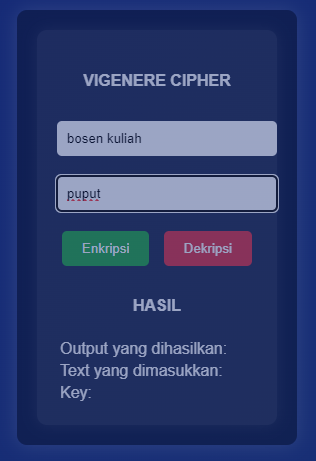 VIGENERE CIPHER
bosen kuliah
puput
Enkripsi Dekripsi
HASIL
Output yang dihasilkan:
Text yang dimasukkan:
Key: